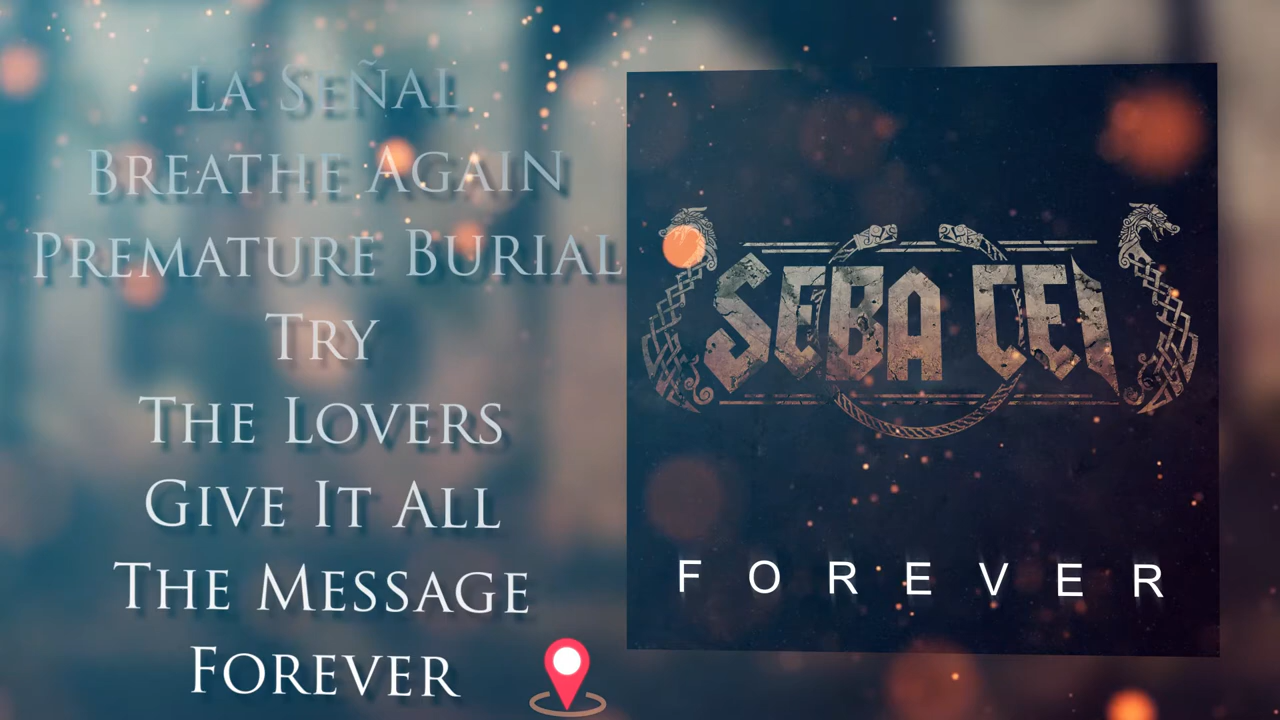 La Señal
Breathe Again
Premature Burial
Try
The Lovers
Give It All
The Message
Forever
SEBA CEI
FOREVER